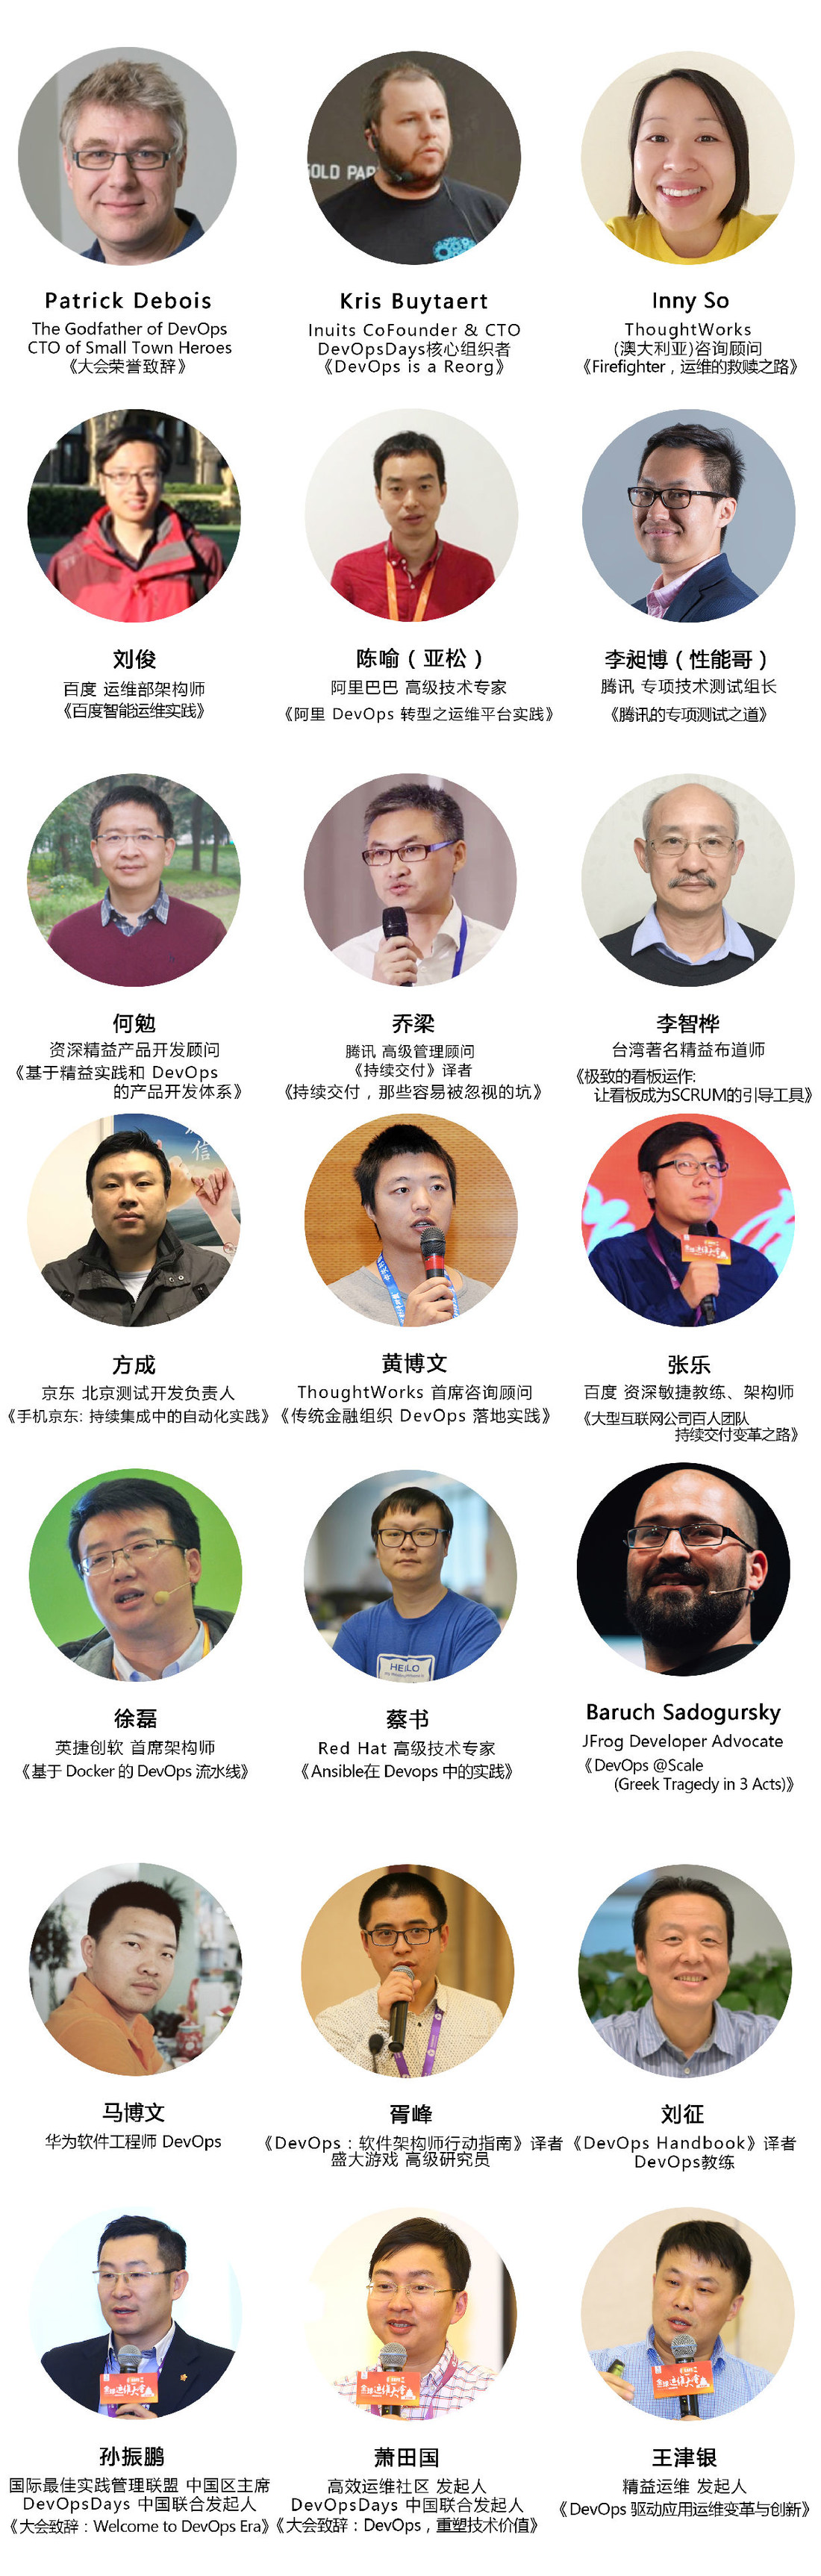 GOLD PAR
Patrick Debois
The Godfather of DevOps
CTO of Small Town Heroes
《大会荣誉致辞》
Kris Buytaert
Inuits CoFounder & CTO
DevOpsDays核心组织者
《DevOps is a Reorg》
Inny So
ThoughtWorks
(澳大利亚)咨询顾问
《Firefighter，运维的救赎之路》
刘俊
百度 运维部架构师
《百度智能运维实践》
陈喻（亚松）
阿里巴巴 高级技术专家
《阿里 DevOps 转型之运维平台实践》
李昶博（性能哥）
腾讯 专项技术测试组长
《腾讯的专项测试之道》
何勉
资深精益产品开发顾问
《基于精益实践和 DevOps
的产品开发体系》
乔梁
腾讯 高级管理顾问
《持续交付》译者
《持续交付，那些容易被忽视的坑》
李智桦
台湾著名精益布道师
《极致的看板运作:
让看板成为SCRUM的引导工具》
信
方成
京东 北京测试开发负责人
《手机京东: 持续集成中的自动化实践》
黄博文
ThoughtWorks 首席咨询顾问
《传统金融组织 DevOps 落地实践》
张乐
百度 资深敏捷教练、架构师
《大型互联网公司百人团队
持续交付变革之路》
徐磊
英捷创软 首席架构师
《基于 Docker 的 DevOps 流水线》
HELLO
蔡书
Red Hat 高级技术专家
《Ansible在 Devops 中的实践》
Baruch Sadogursky
JFrog Developer Advocate
《DevOps @Scale
(Greek Tragedy in 3 Acts)》
马博文
华为软件工程师 DevOps
胥峰
《DevOps：软件架构师行动指南》译者
盛大游戏 高级研究员
刘征
《DevOps Handbook》译者
DevOps教练
孙振鹏
国际最佳实践管理联盟 中国区主席
DevOpsDays 中国联合发起人
《大会致辞：Welcome to DevOps Era》
萧田国
高效运维社区 发起人
DevOpsDays 中国联合发起人
《大会致辞：DevOps，重塑技术价值》
王津银
精益运维 发起人
《DevOps 驱动应用运维变革与创新》